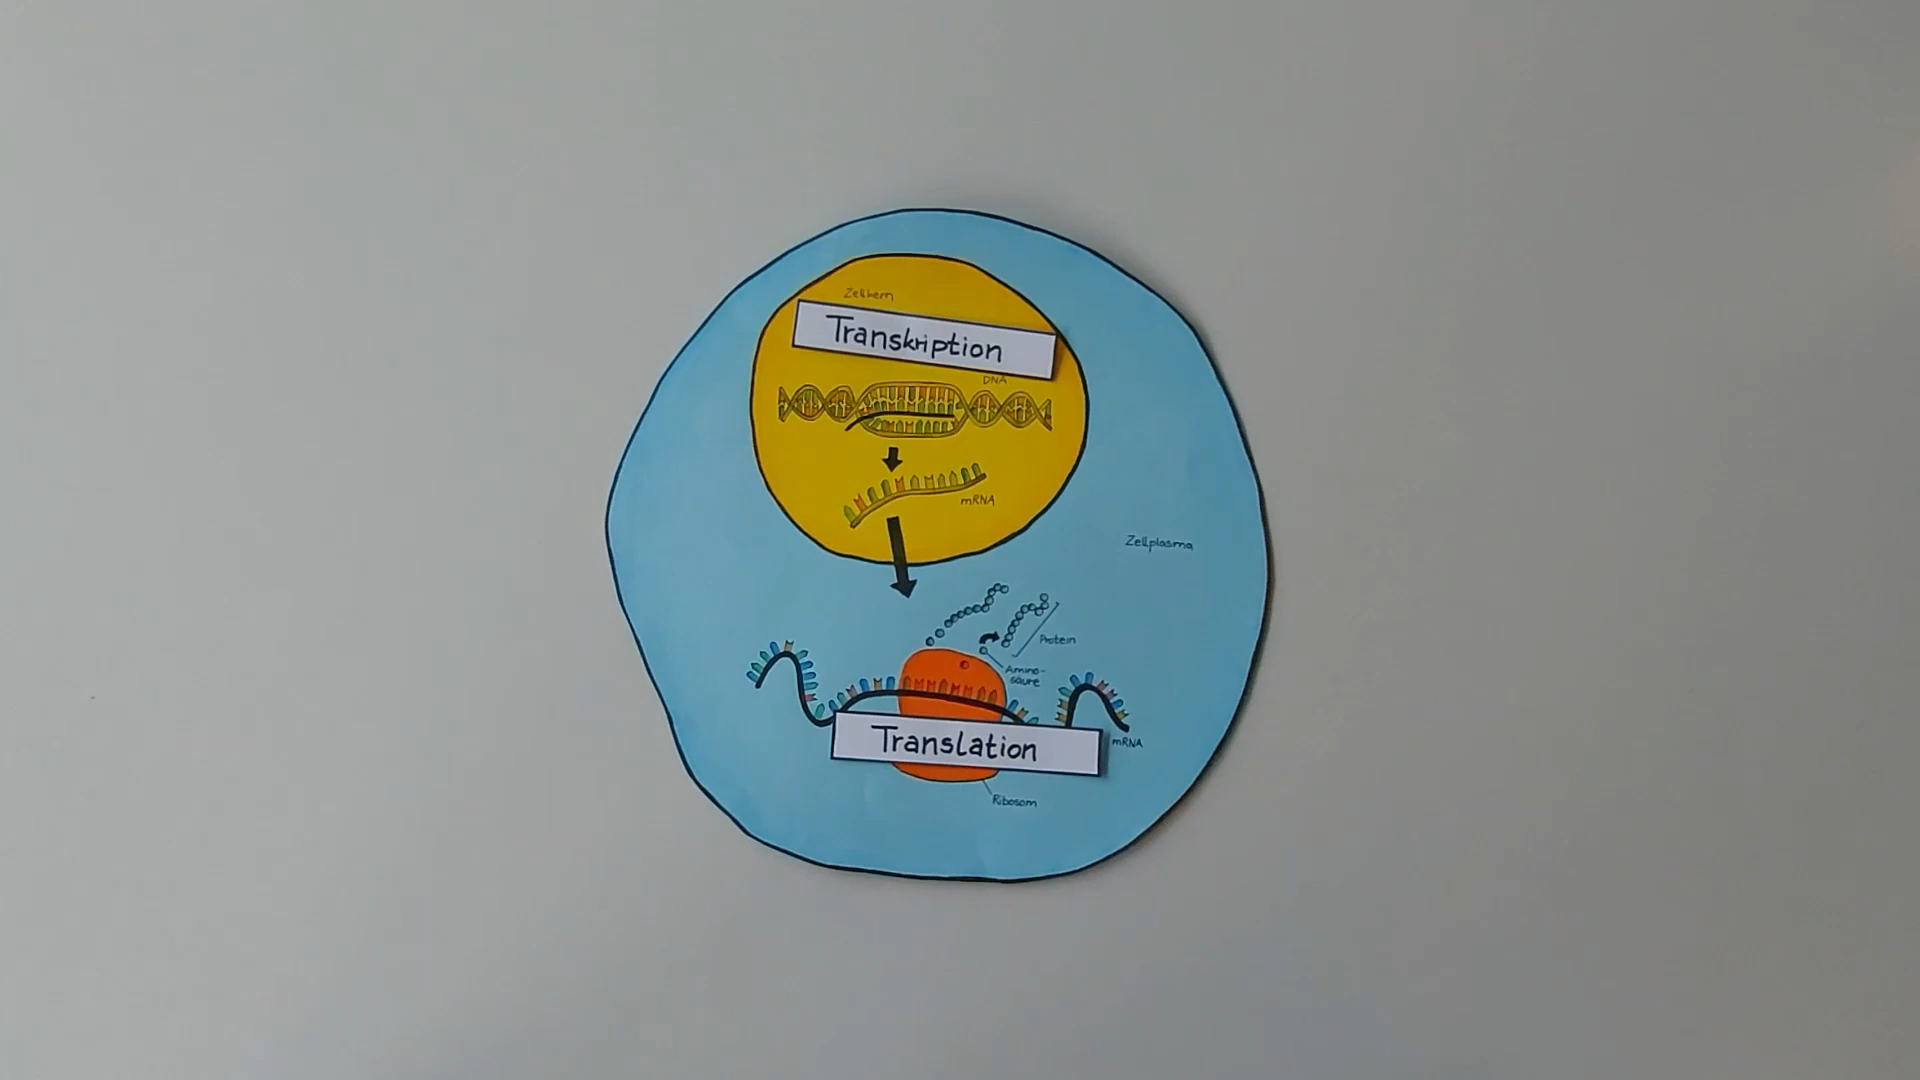 Zellkern
Transkription
DNA
mRNA
Zellplasma
Protein
Amino-
säure
Translation
mRNA
Ribosom